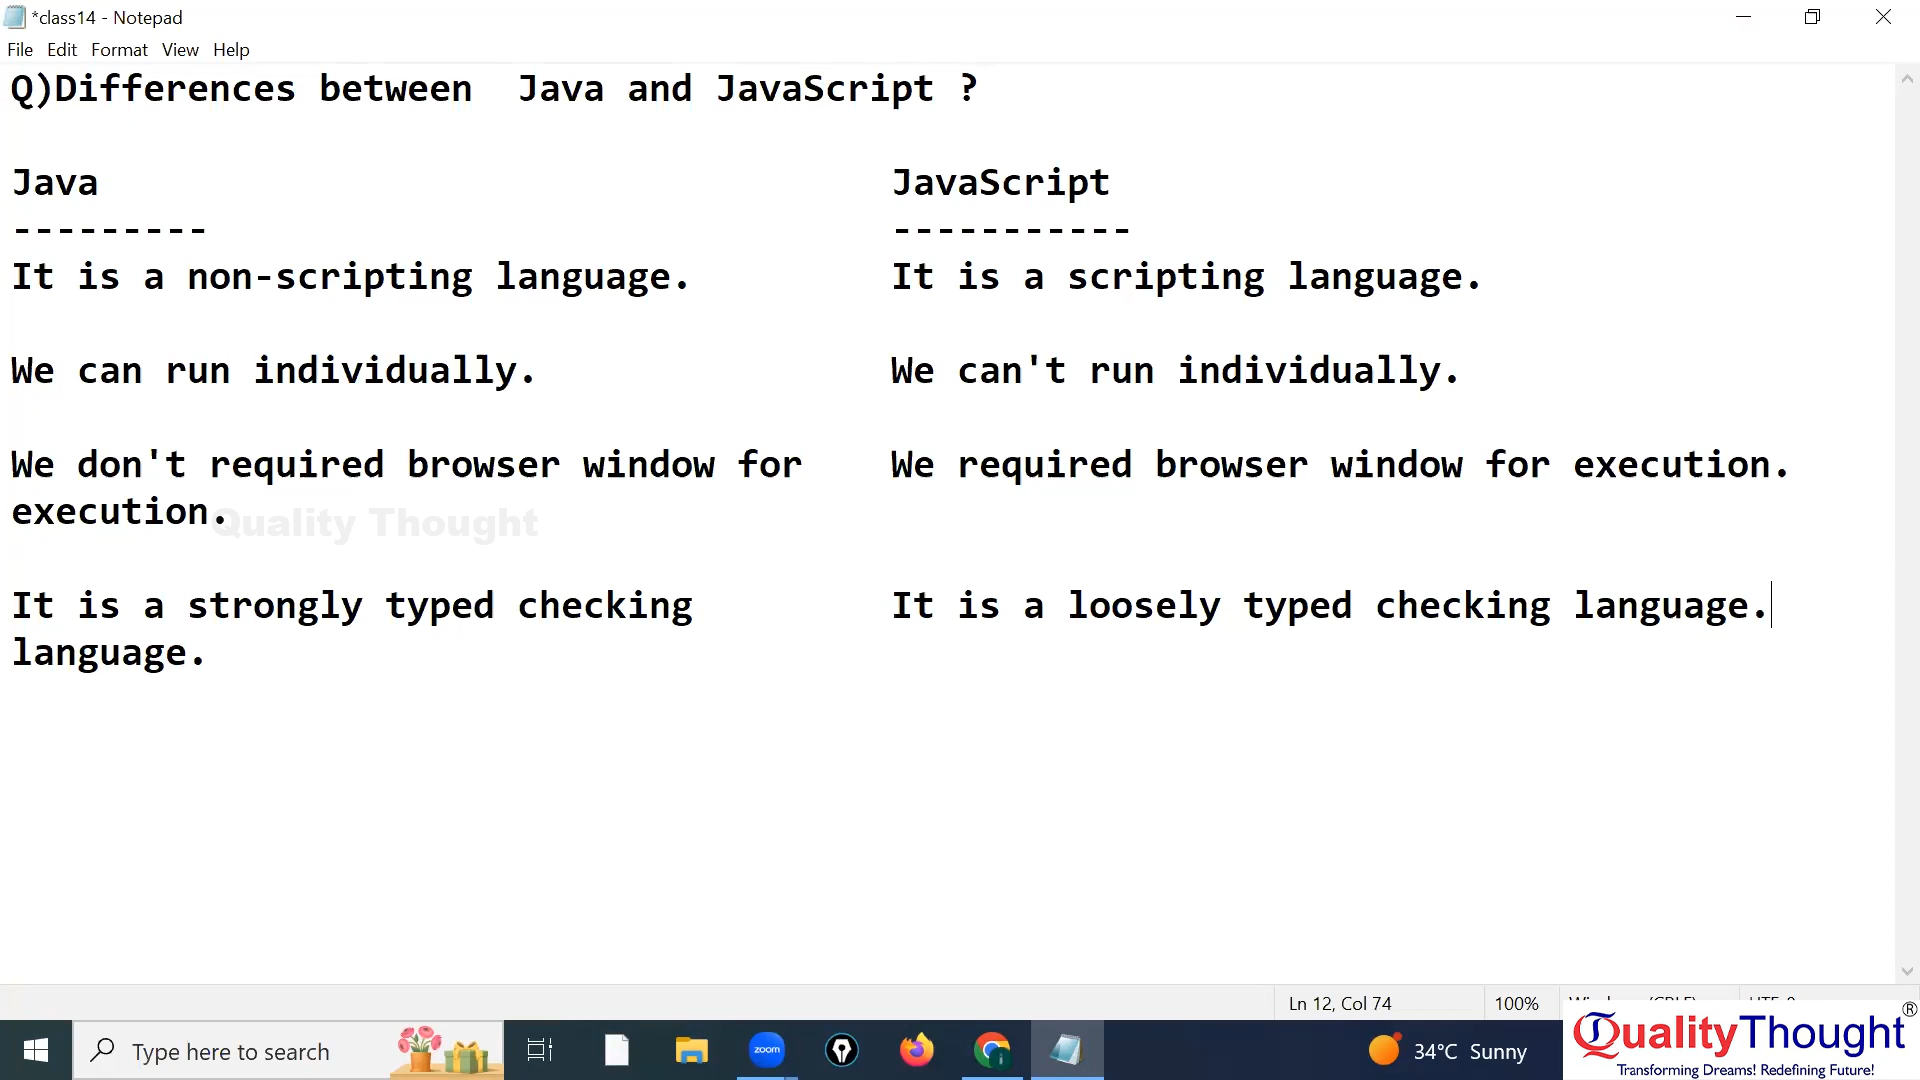 *class14 - Notepad
File Edit Format View Help
Q)Differences between  Java and JavaScript ?
Java JavaScript
--------- -----------
It is a non-scripting language. It is a scripting language.
We can run individually. We can't run individually.
We don't required browser window for We required browser window for execution.
execution.
Quality Thought
It is a strongly typed checking It is a loosely typed checking language.
language.
Ln 12, Col 74 100%
Type here to search
zoom
34°C Sunny
QualityThought®
Transforming Dreams! Redefining Future!